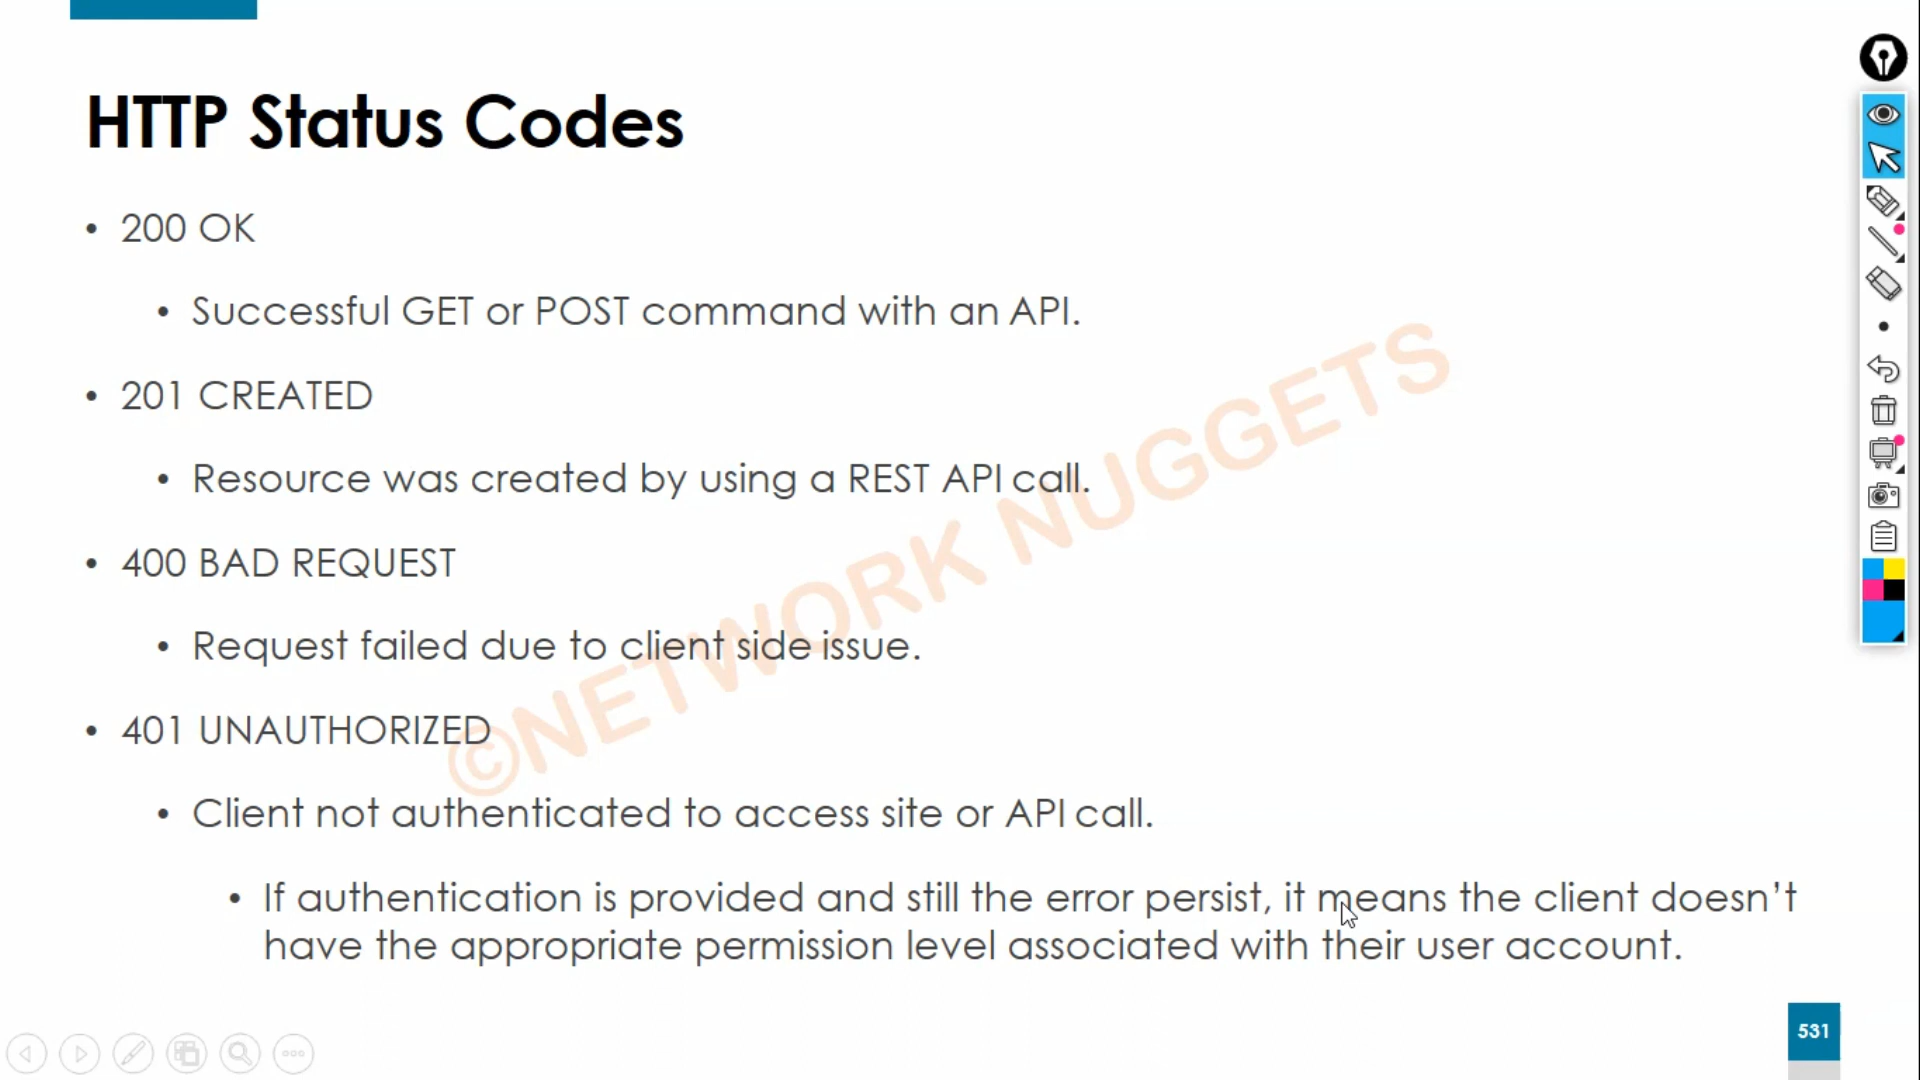 HTTP Status Codes
• 200 OK
• Successful GET or POST command with an API.
• 201 CREATED
• Resource was created by using a REST API call.
• 400 BAD REQUEST
• Request failed due to client side issue.
• 401 UNAUTHORIZED
• Client not authenticated to access site or API call.
• If authentication is provided and still the error persist, it means the client doesn’t
have the appropriate permission level associated with their user account.
©NETWORK NUGGETS
531